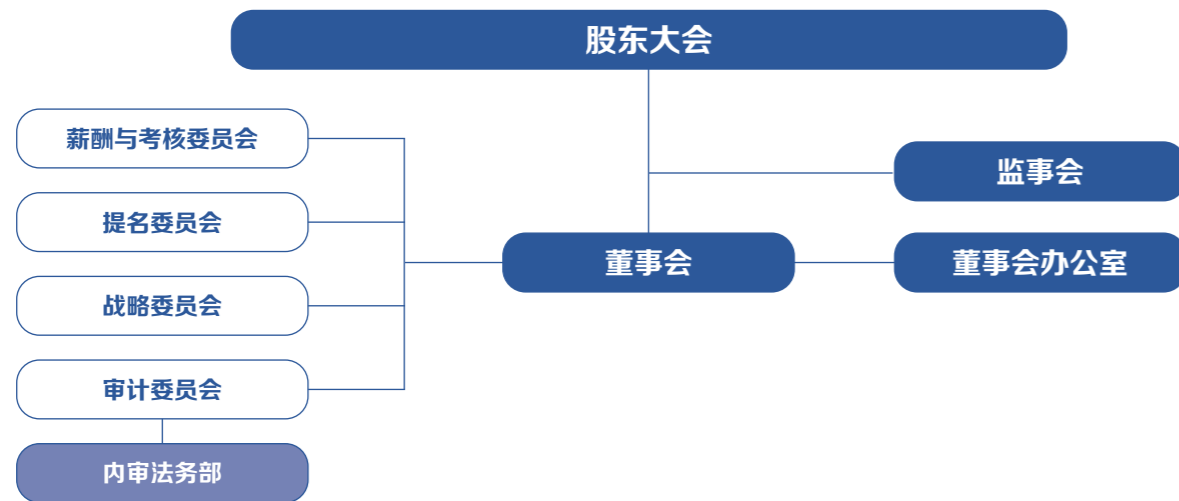 股东大会
薪酬与考核委员会
监事会
提名委员会
董事会
董事会办公室
战略委员会
审计委员会
内审法务部